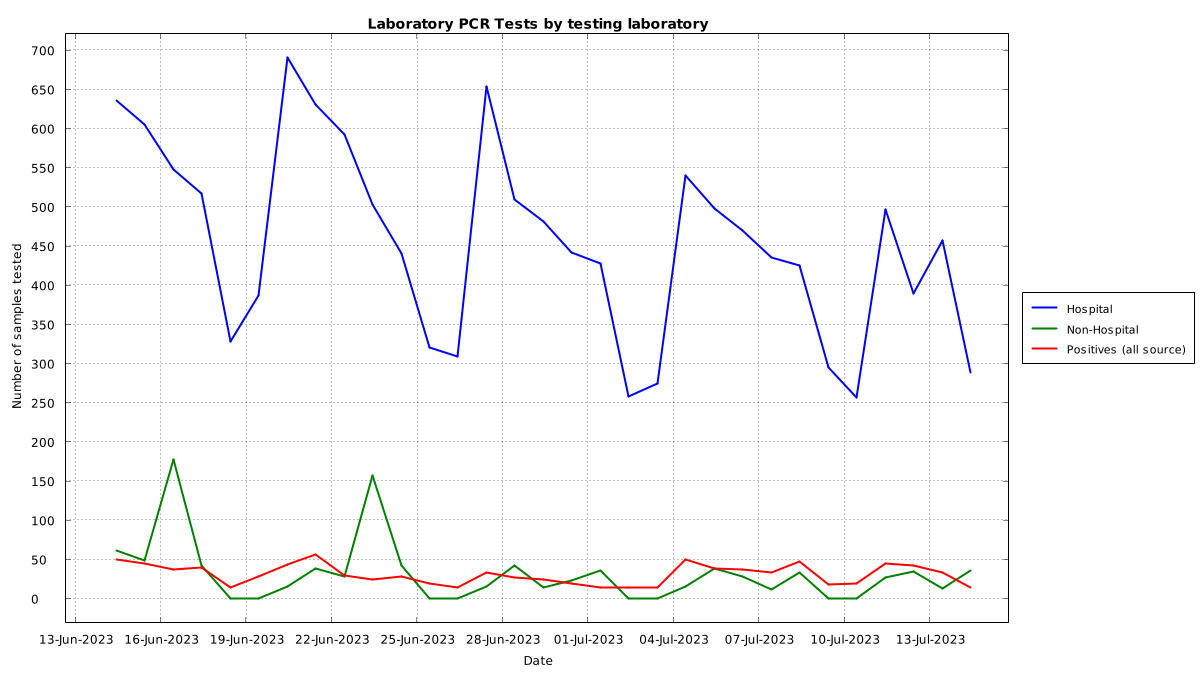 Laboratory PCR Tests by testing laboratory
700
650
600
550
500
450
400
350
300
250
200
150
100
50
0
Number of samples tested
13-Jun-2023 16-Jun-2023 19-Jun-2023 22-Jun-2023 25-Jun-2023 28-Jun-2023 01-Jul-2023 04-Jul-2023 07-Jul-2023 10-Jul-2023 13-Jul-2023
Date
Hospital
Non-Hospital
Positives (all source)